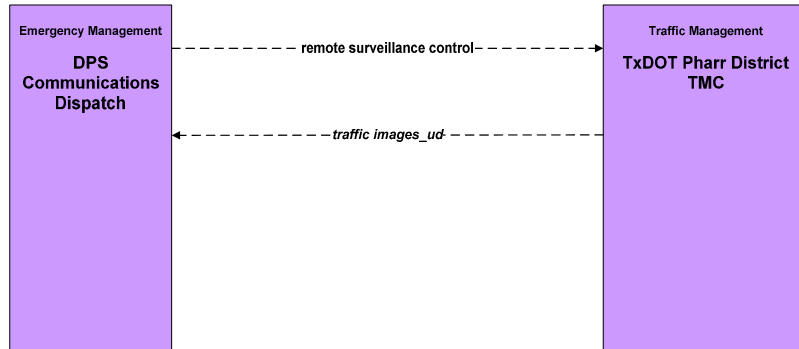 Emergency Management
DPS
Communications
Dispatch
remote surveillance control
traffic images_ud
Traffic Management
TxDOT Pharr District
TMC